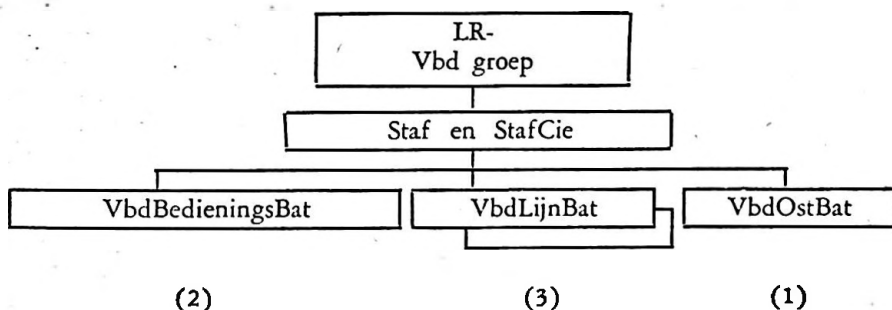 LR-
Vbd groep
Staf en StafCie
VbdBedieningsBat VbdLijnBat VbdOstBat
(2) (3) (1)